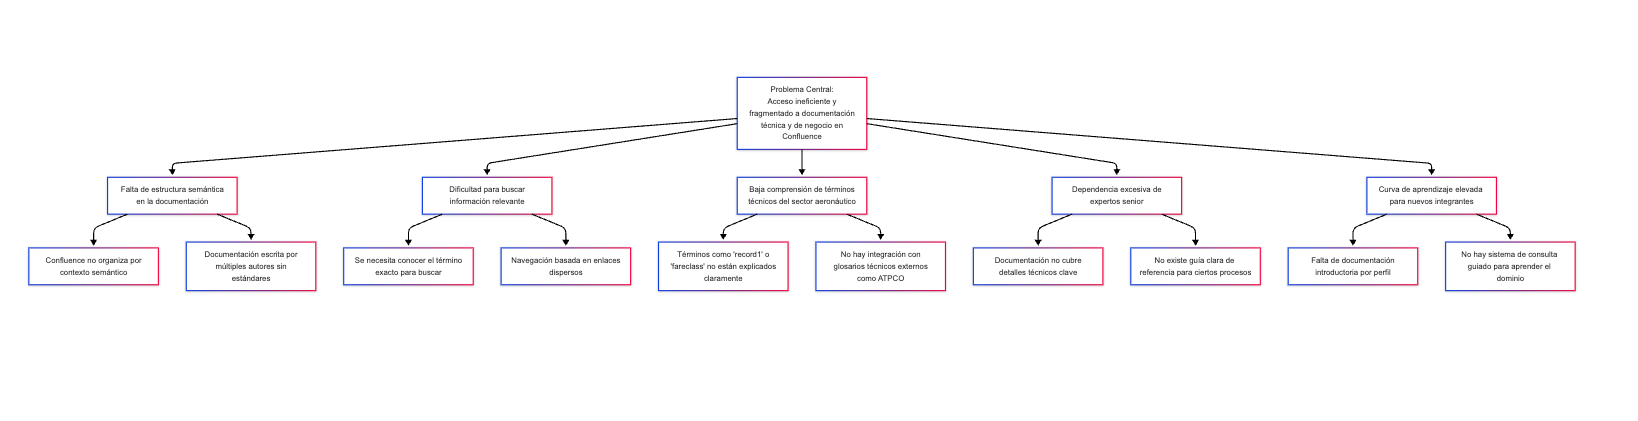 Problema Central:
Acceso ineficiente y
fragmentado a documentación
técnica y de negocio en
Confluence
Falta de estructura semántica
en la documentación
Dificultad para buscar
información relevante
Baja comprensión de términos
técnicos del sector aeronáutico
Dependencia excesiva de
expertos senior
Curva de aprendizaje elevada
para nuevos integrantes
Confluence no organiza por
contexto semántico
Documentación escrita por
múltiples autores sin
estándares
Se necesita conocer el término
exacto para buscar
Navegación basada en enlaces
dispersos
Términos como 'record1' o
'fareclass' no están explicados
claramente
No hay integración con
glosarios técnicos externos
como ATPCO
Documentación no cubre
detalles técnicos clave
No existe guía clara de
referencia para ciertos procesos
Falta de documentación
introductoria por perfil
No hay sistema de consulta
guiado para aprender el
dominio